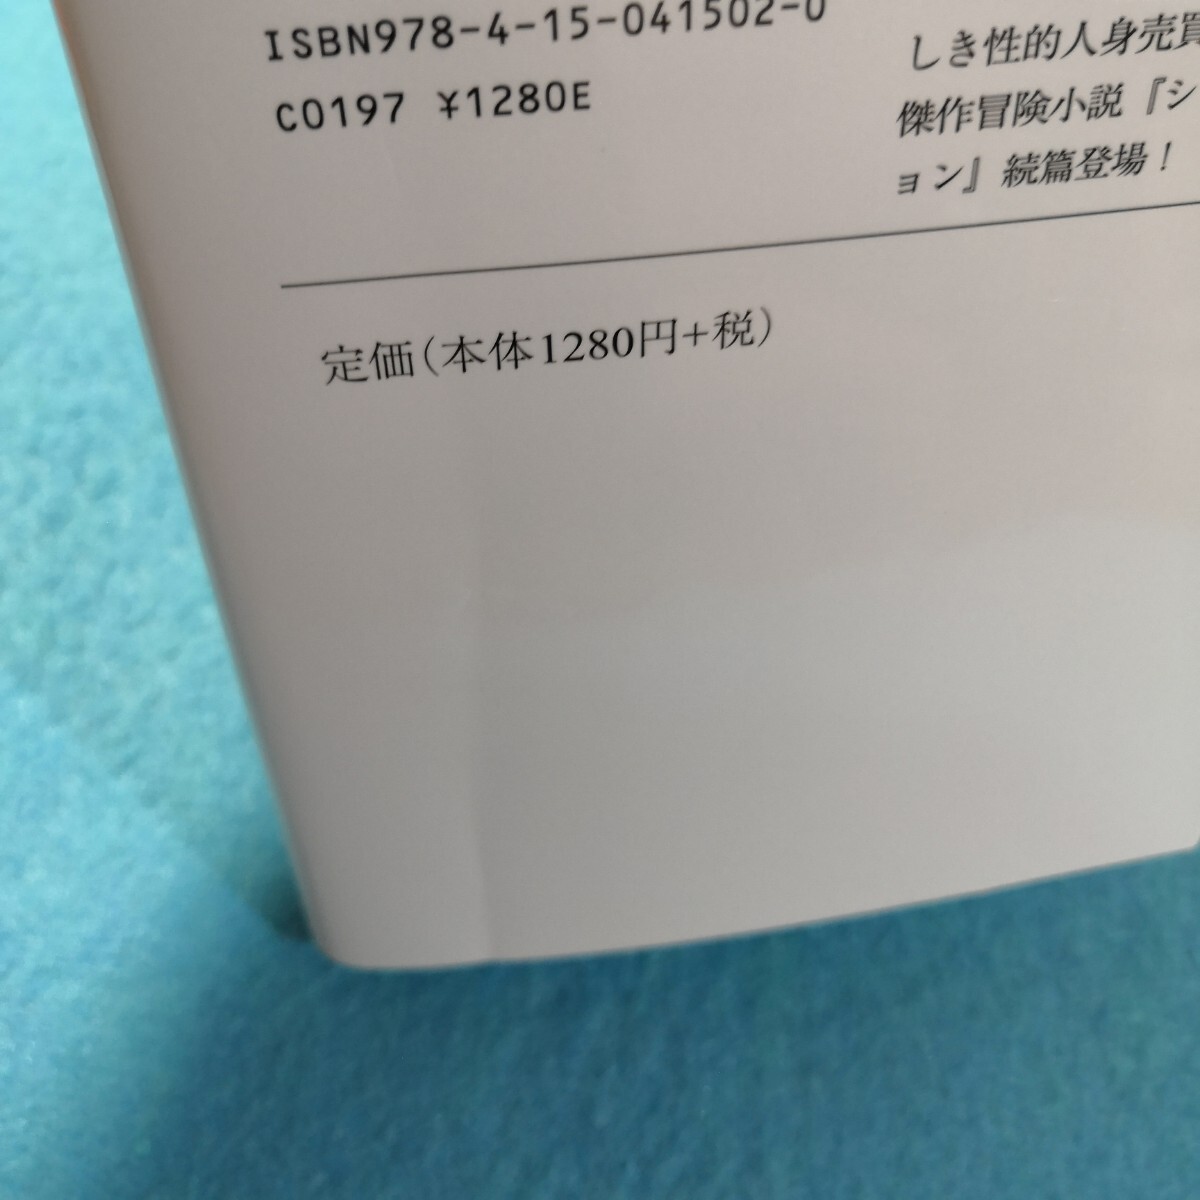 ISBN978-4-15-041502-0
C0197 ¥1280E
しき性的人身売買
傑作冒険小説『シ
ョン』続篇登場！
定価(本体1280円+税)